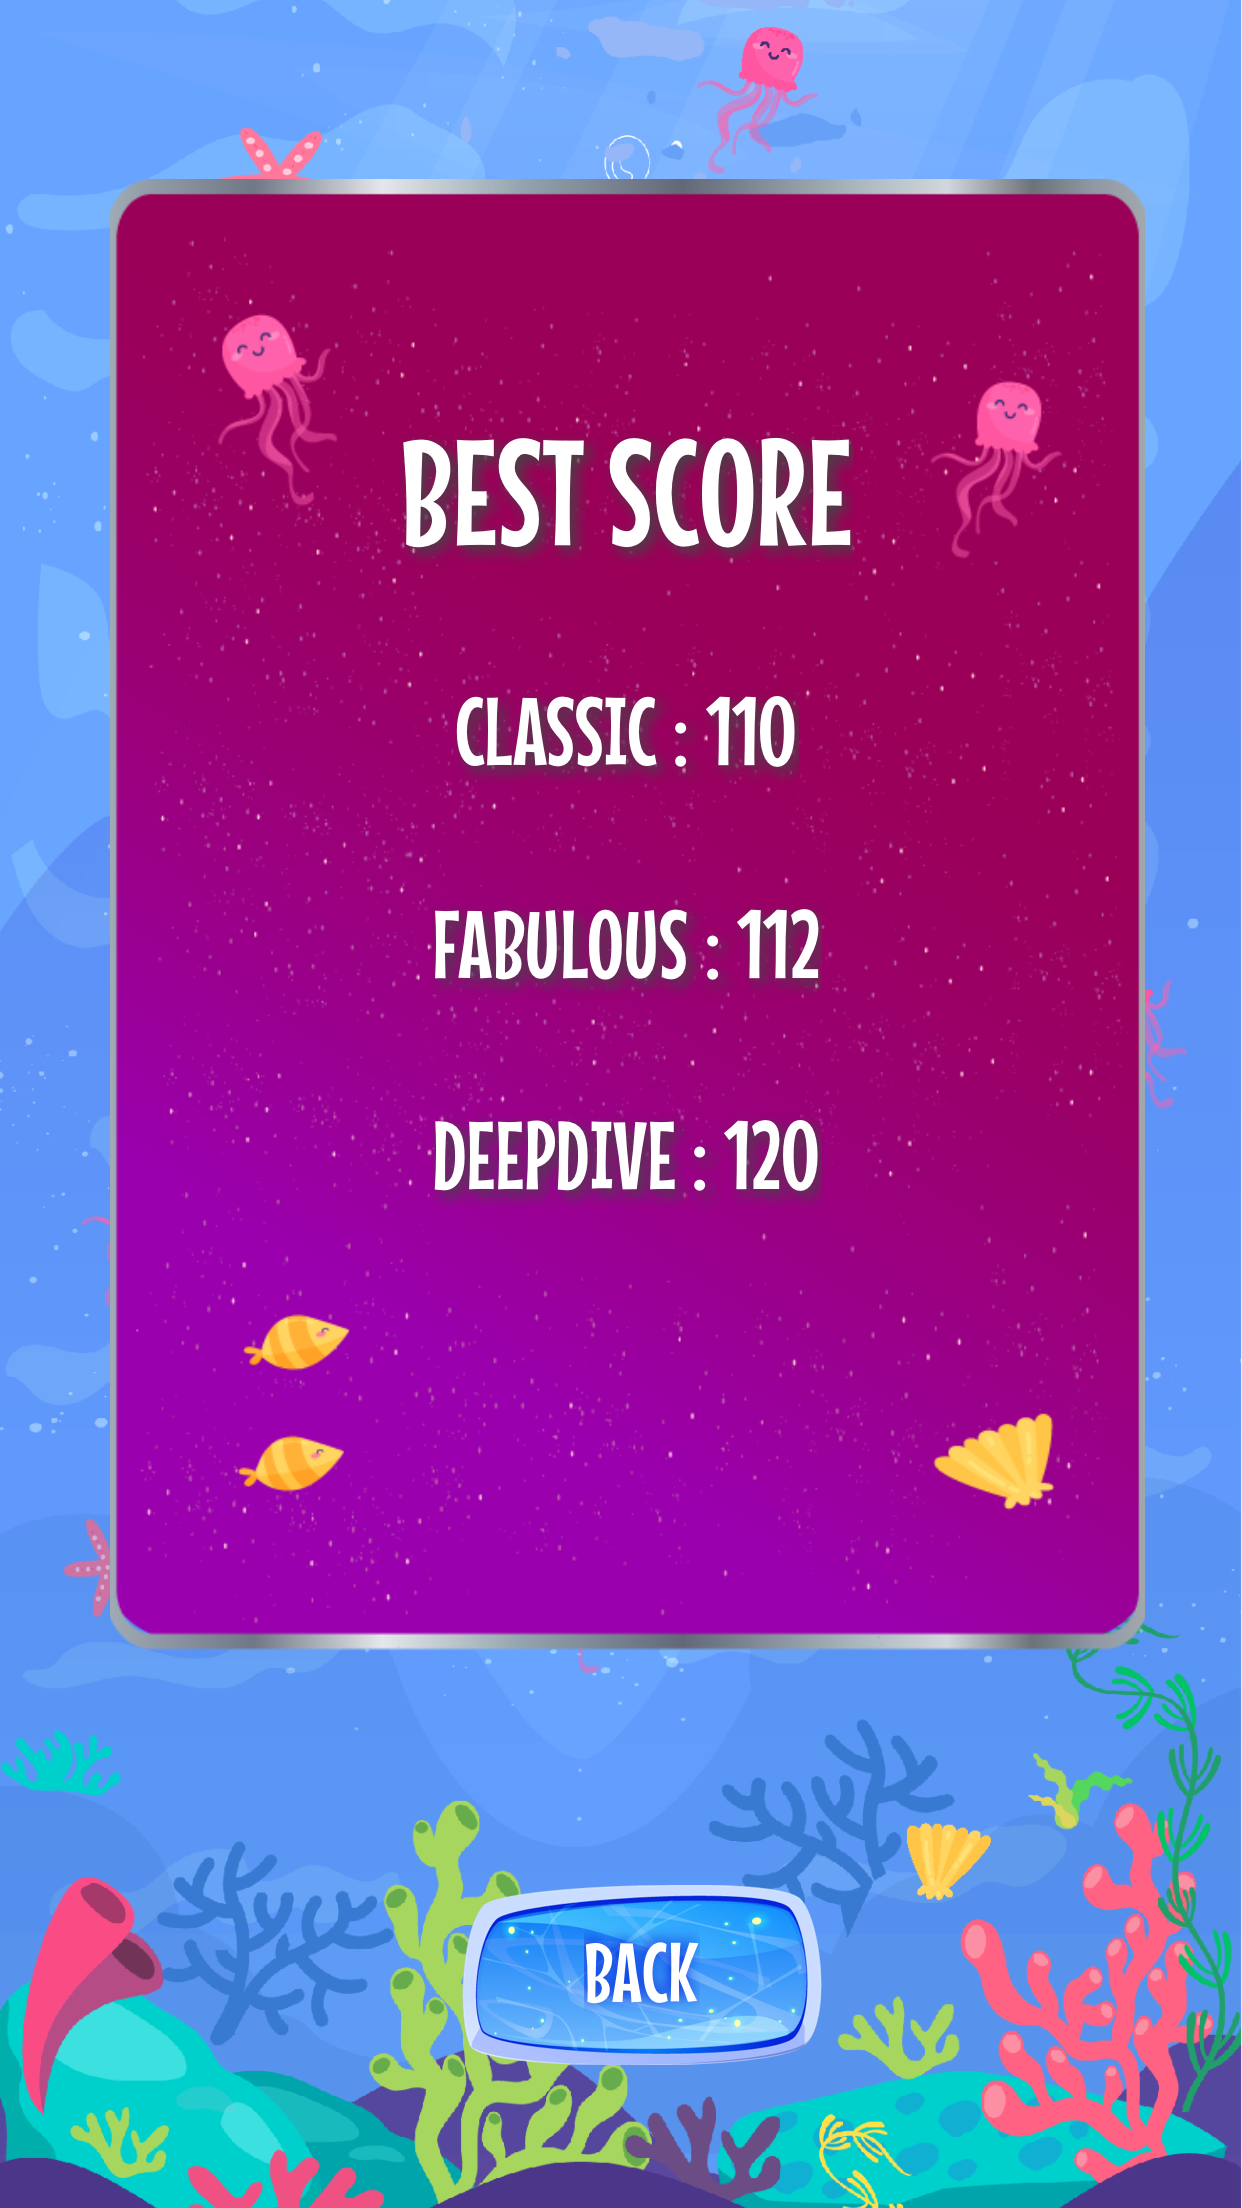 BEST SCORE
CLASSIC : 110
FABULOUS : 112
DEEPDIVE : 120
BACK